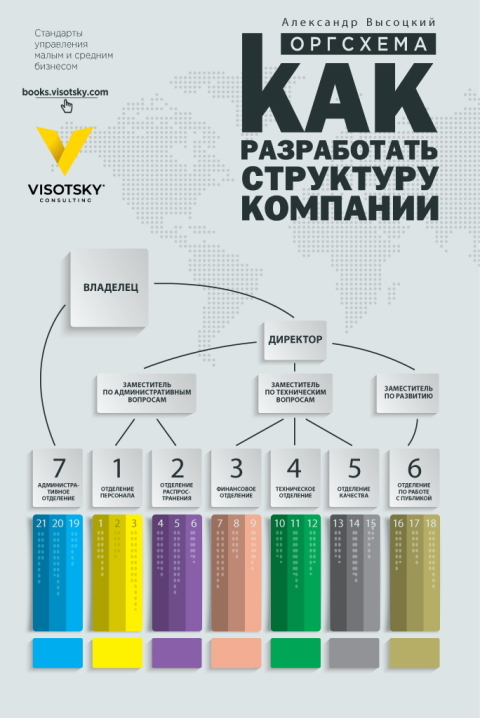 Александр Высоцкий
ОРГСХЕМА
КАК
РАЗРАБОТАТЬ
СТРУКТУРУ
КОМПАНИИ
Стандарты
управления
малым и средним
бизнесом
books.visotsky.com
VISOTSKY
CONSULTING
ВЛАДЕЛЕЦ
ДИРЕКТОР
ЗАМЕСТИТЕЛЬ
ПО АДМИНИСТРАТИВНЫМ
ВОПРОСАМ
ЗАМЕСТИТЕЛЬ
ПО ТЕХНИЧЕСКИМ
ВОПРОСАМ
ЗАМЕСТИТЕЛЬ
ПО РАЗВИТИЮ
7
АДМИНИСТРА-
ТИВНОЕ
ОТДЕЛЕНИЕ
1
ОТДЕЛЕНИЕ
ПЕРСОНАЛА
2
ОТДЕЛЕНИЕ
РАСПРОС-
ТРАНЕНИЯ
3
ФИНАНСОВОЕ
ОТДЕЛЕНИЕ
4
ТЕХНИЧЕСКОЕ
ОТДЕЛЕНИЕ
5
ОТДЕЛЕНИЕ
КАЧЕСТВА
6
ОТДЕЛЕНИЕ
ПО РАБОТЕ
С ПУБЛИКОЙ
21 20 19
1 2 3
4 5 6
7 8 9
10 11 12
13 14 15
16 17 18